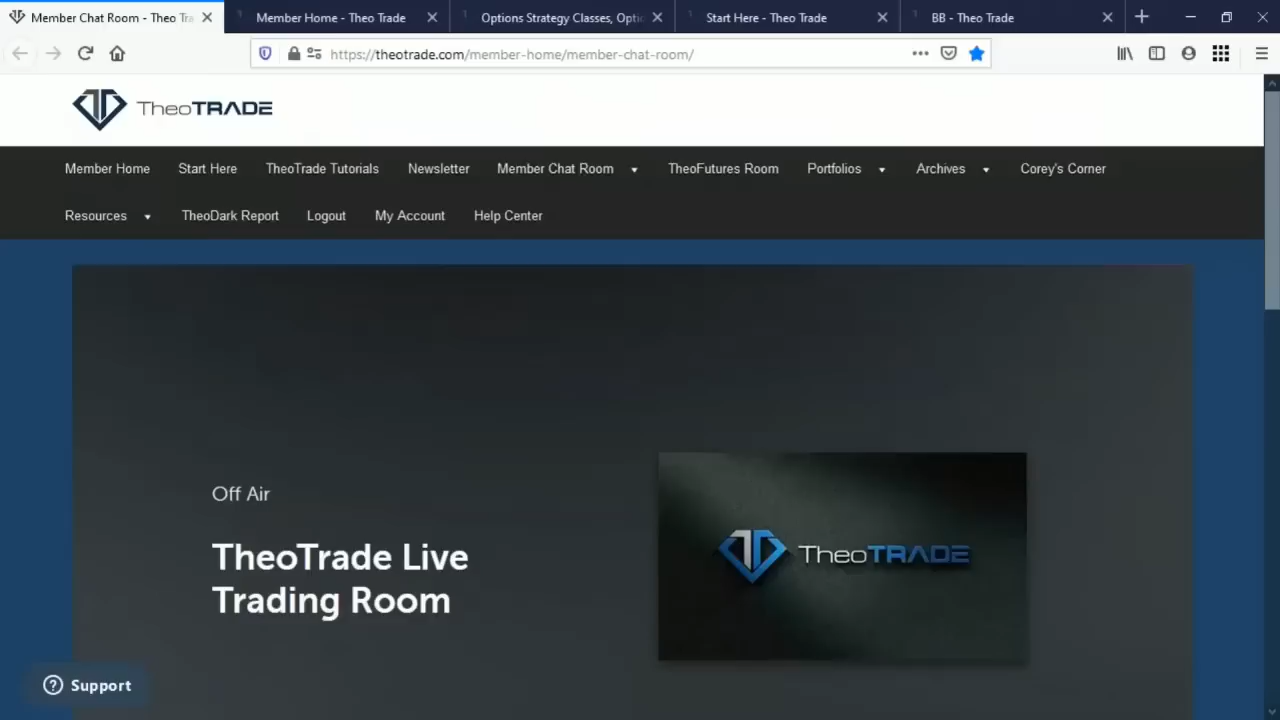 Member Chat Room - Theo Tra
Member Home - Theo Trade
Options Strategy Classes, Optio
Start Here - Theo Trade
BB - Theo Trade
https://theotrade.com/member-home/member-chat-room/
TheoTRADE
Member Home Start Here TheoTrade Tutorials Newsletter Member Chat Room TheoFutures Room Portfolios Archives Corey's Corner
Resources TheoDark Report Logout My Account Help Center
Off Air
TheoTrade Live
Trading Room
TheoTRADE
? Support